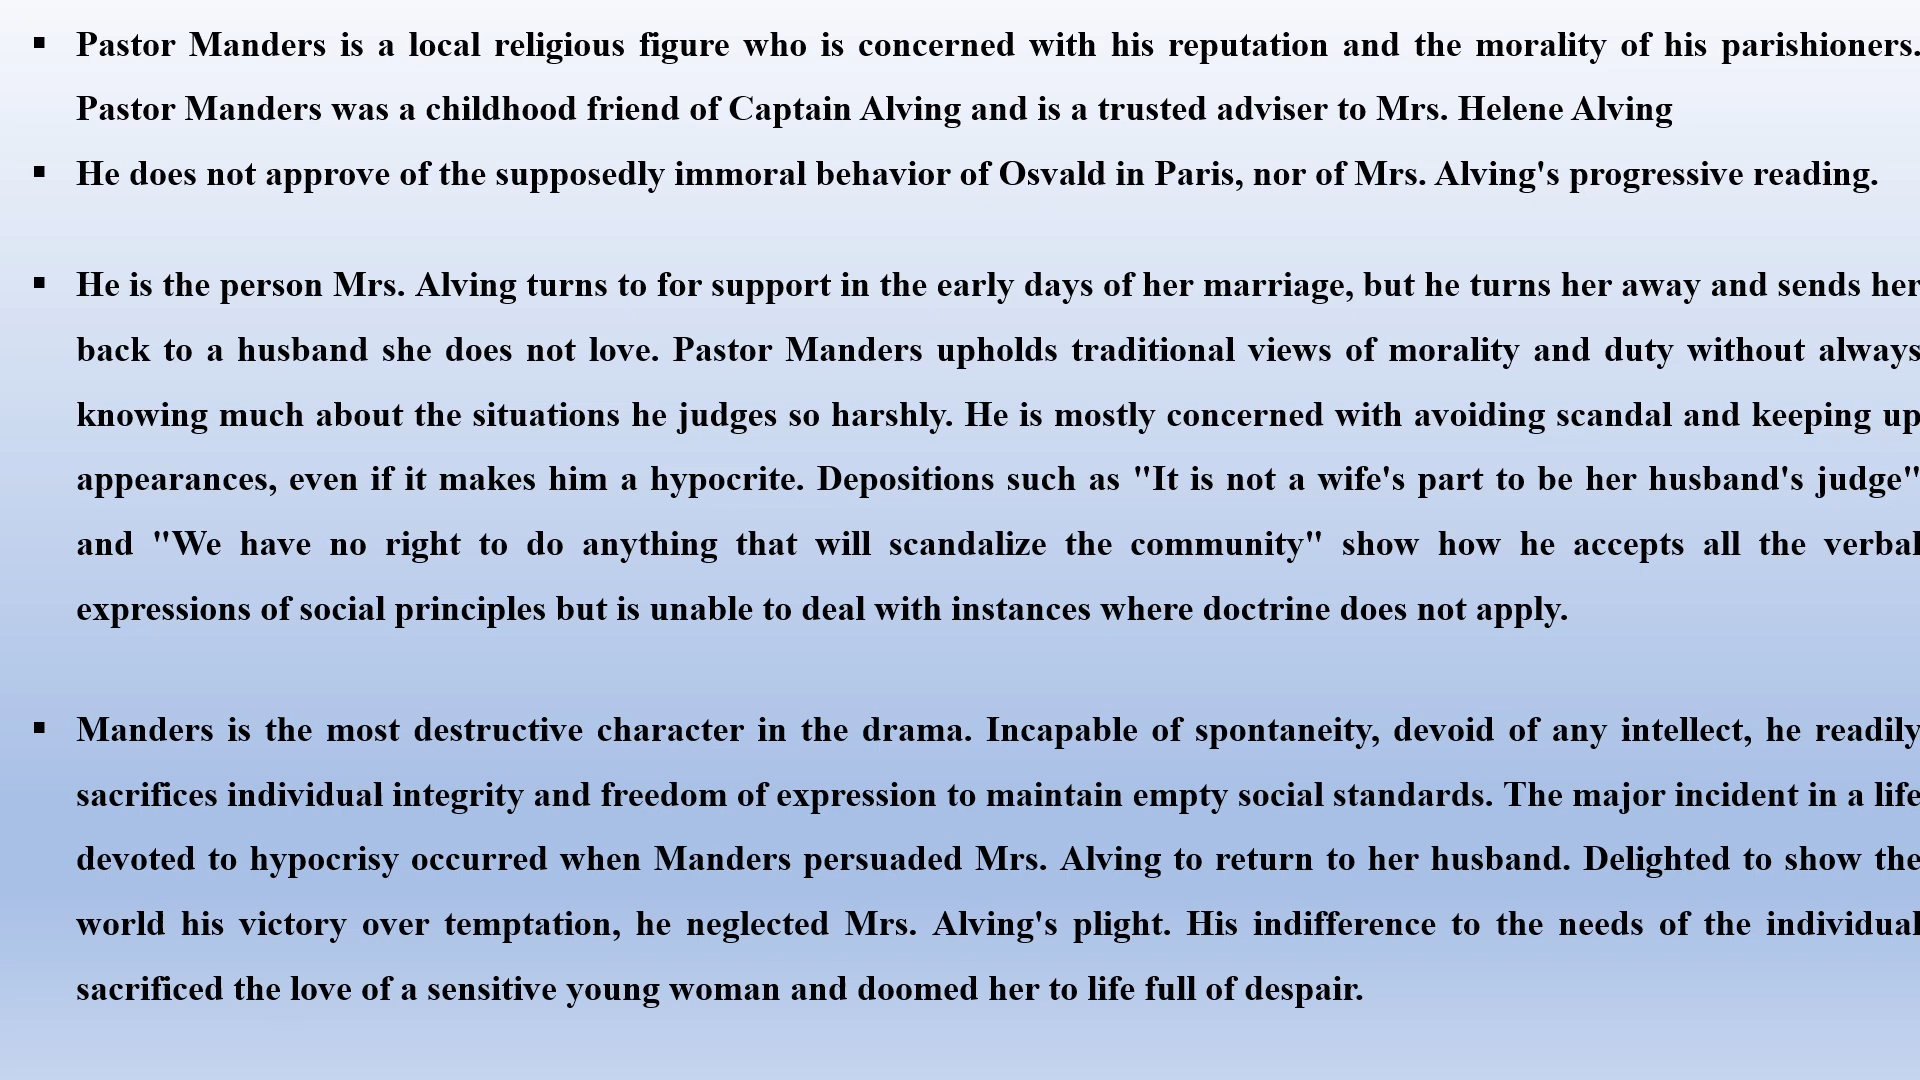 ▪ Pastor Manders is a local religious figure who is concerned with his reputation and the morality of his parishioners.
Pastor Manders was a childhood friend of Captain Alving and is a trusted adviser to Mrs. Helene Alving
▪ He does not approve of the supposedly immoral behavior of Osvald in Paris, nor of Mrs. Alving's progressive reading.
▪ He is the person Mrs. Alving turns to for support in the early days of her marriage, but he turns her away and sends her
back to a husband she does not love. Pastor Manders upholds traditional views of morality and duty without always
knowing much about the situations he judges so harshly. He is mostly concerned with avoiding scandal and keeping up
appearances, even if it makes him a hypocrite. Depositions such as "It is not a wife's part to be her husband's judge"
and "We have no right to do anything that will scandalize the community" show how he accepts all the verbal
expressions of social principles but is unable to deal with instances where doctrine does not apply.
▪ Manders is the most destructive character in the drama. Incapable of spontaneity, devoid of any intellect, he readily
sacrifices individual integrity and freedom of expression to maintain empty social standards. The major incident in a life
devoted to hypocrisy occurred when Manders persuaded Mrs. Alving to return to her husband. Delighted to show the
world his victory over temptation, he neglected Mrs. Alving's plight. His indifference to the needs of the individual
sacrificed the love of a sensitive young woman and doomed her to life full of despair.